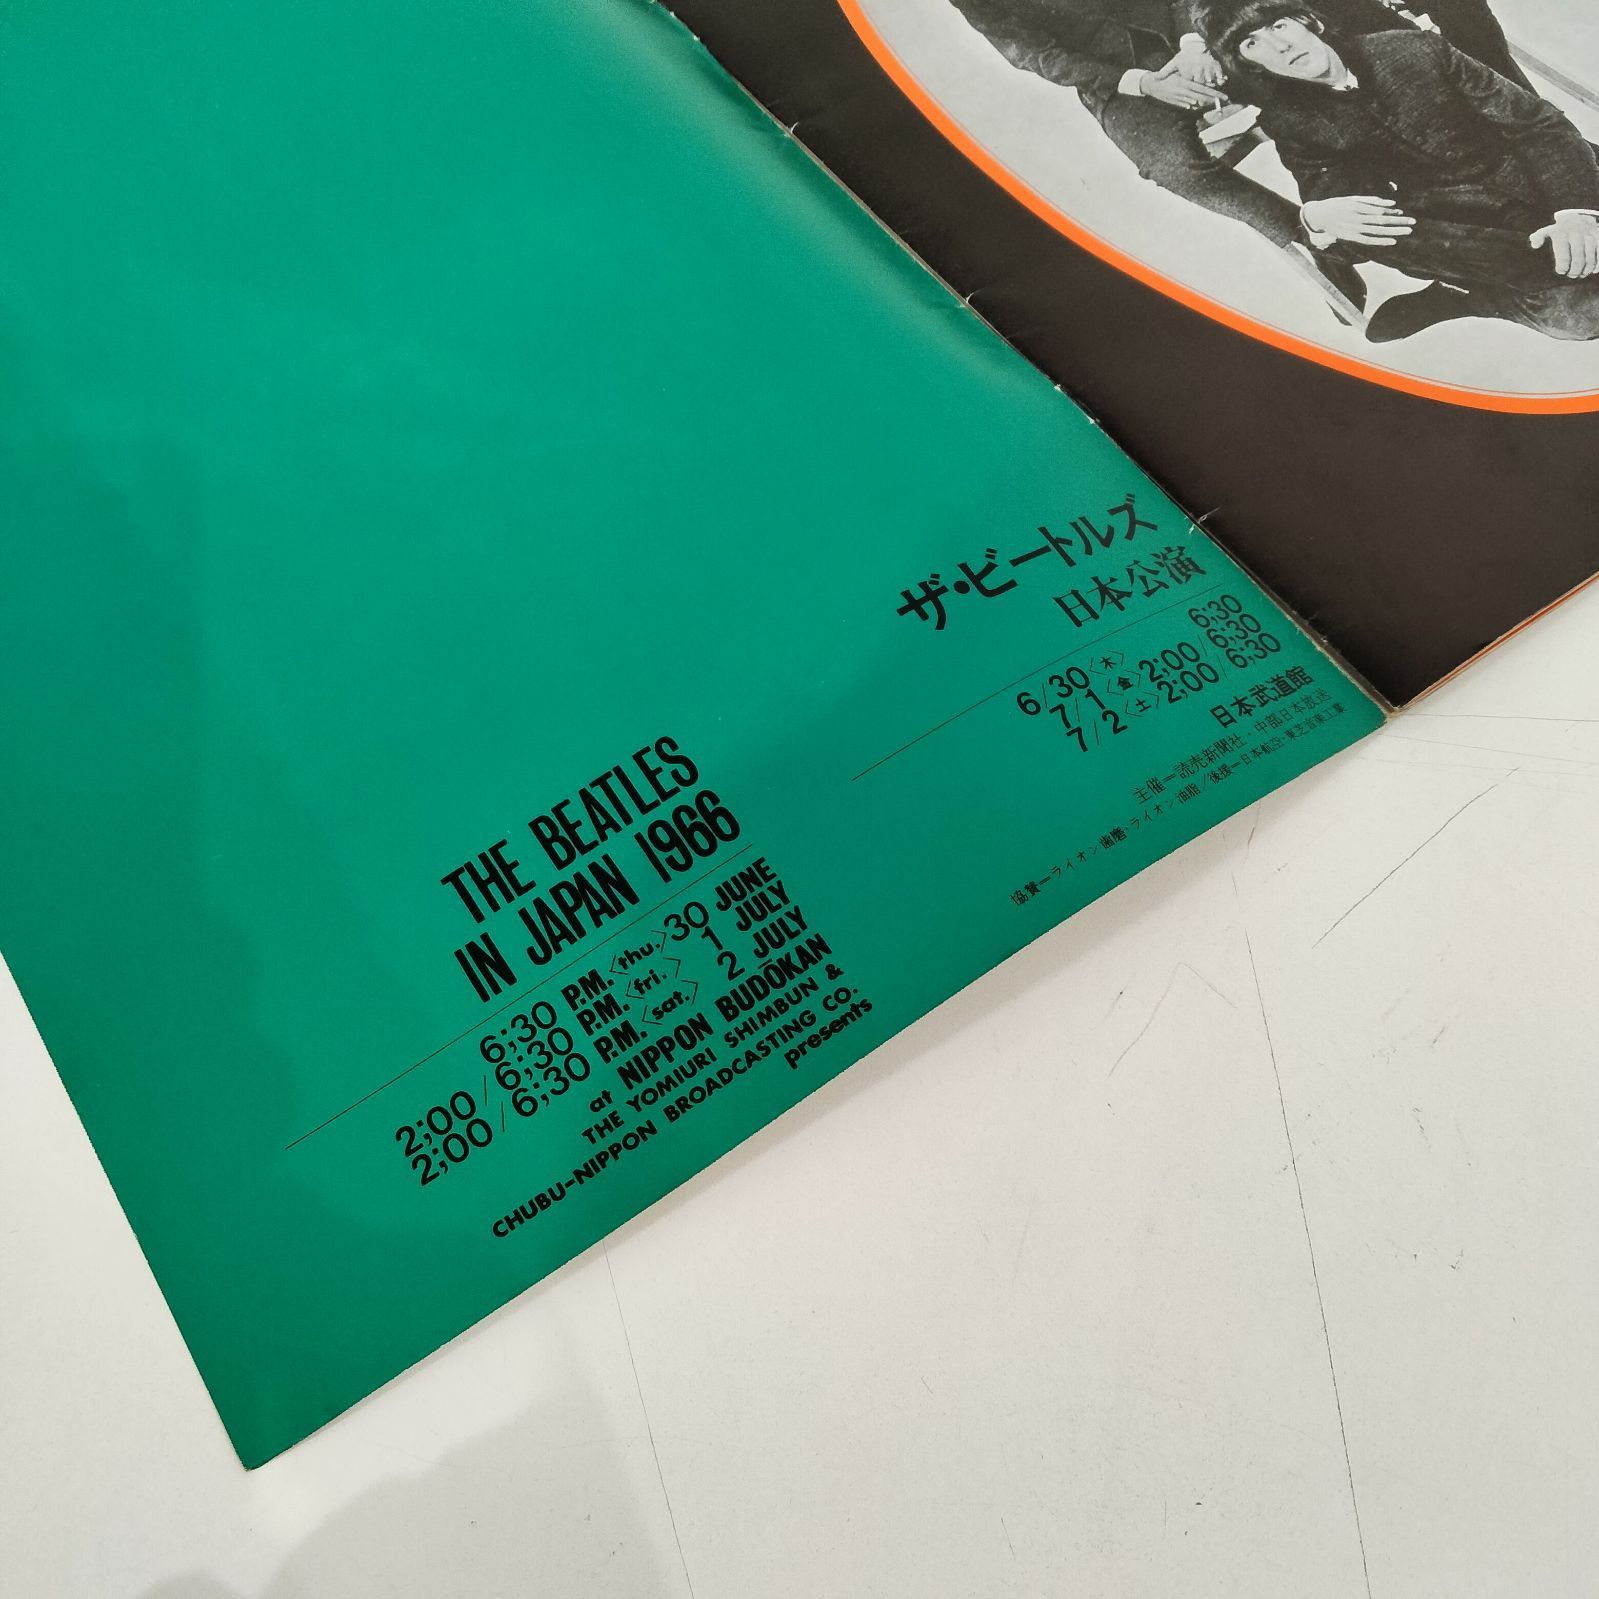 THE BEATLES
IN JAPAN 1966
6;30 P.M.〈thu.〉30 JUNE
2;00/6;30 P.M.〈fri.〉 1 JULY
2;00/6;30 P.M.〈sat.〉 2 JULY
at NIPPON BUDŌKAN
THE YOMIURI SHIMBUN &
CHUBU-NIPPON BROADCASTING CO.
presents
ザ・ビートルズ
日本公演
6/30〈木〉 6;30
7/1〈金〉2;00/6;30
7/2〈土〉2;00/6;30
日本武道館
主催=読売新聞社・中部日本放送
協賛=ライオン歯磨・ライオン油脂/後援=日本航空・東芝音楽工業